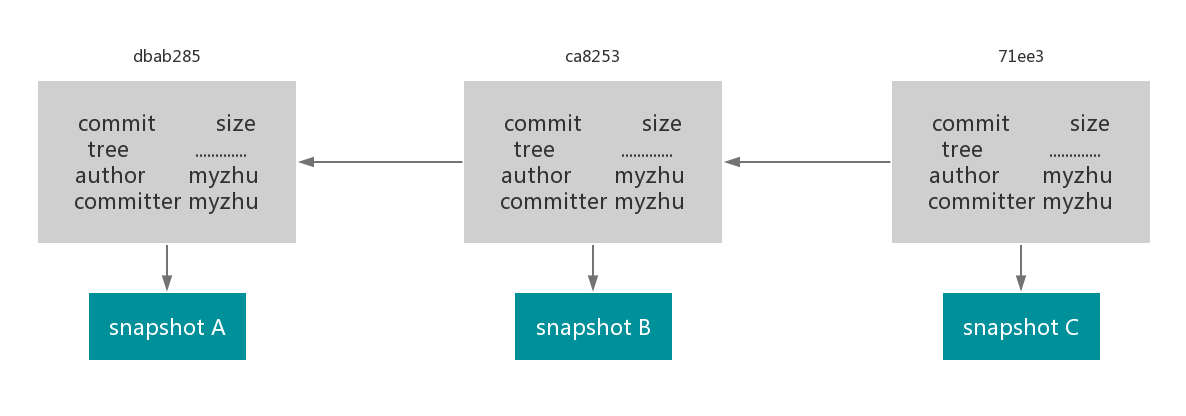 dbab285
commit size
tree .............
author myzhu
committer myzhu
snapshot A
ca8253
commit size
tree .............
author myzhu
committer myzhu
snapshot B
71ee3
commit size
tree .............
author myzhu
committer myzhu
snapshot C